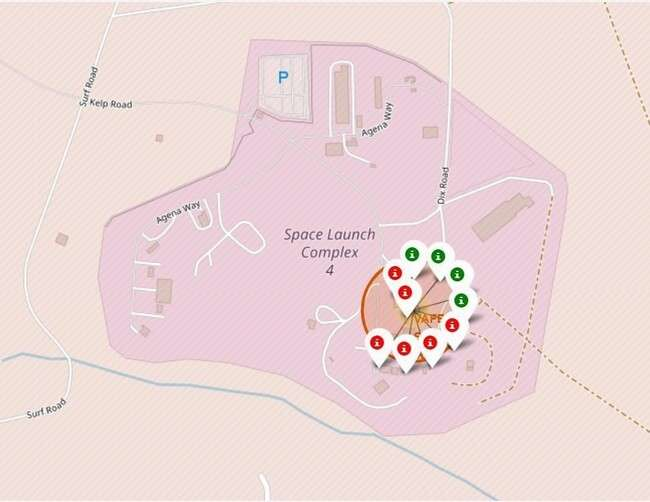 P
Surf Road
Kelp Road
Agena Way
Dix Road
Agena Way
Space Launch
Complex
4
Surf Road